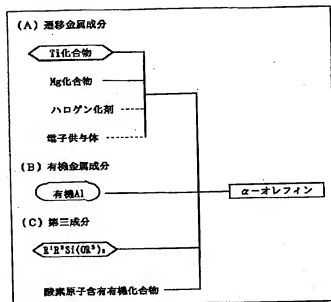 (A) 遷移金属成分
Ti化合物
Mg化合物
ハロゲン化剤
電子供与体
(B) 有機金属成分
有機Al
α-オレフィン
(C) 第三成分
R¹R²Si(OR³)₂
酸素原子含有有機化合物